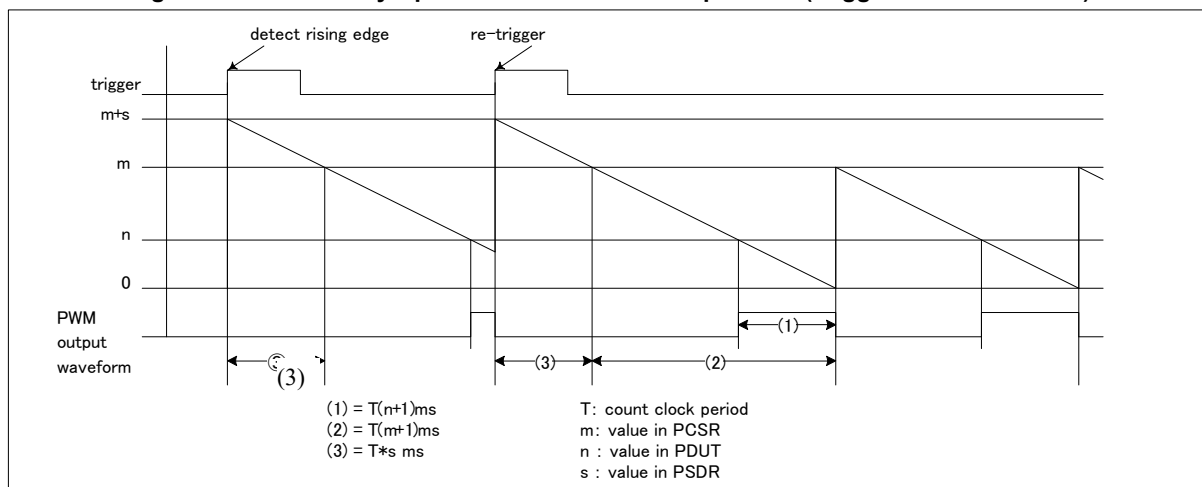 detect rising edge re-trigger
trigger
m+s
m
n
0
PWM
output
waveform
(1)
(3) (3) (2)
(1) = T(n+1)ms
(2) = T(m+1)ms
(3) = T*s ms
T: count clock period
m: value in PCSR
n : value in PDUT
s : value in PSDR